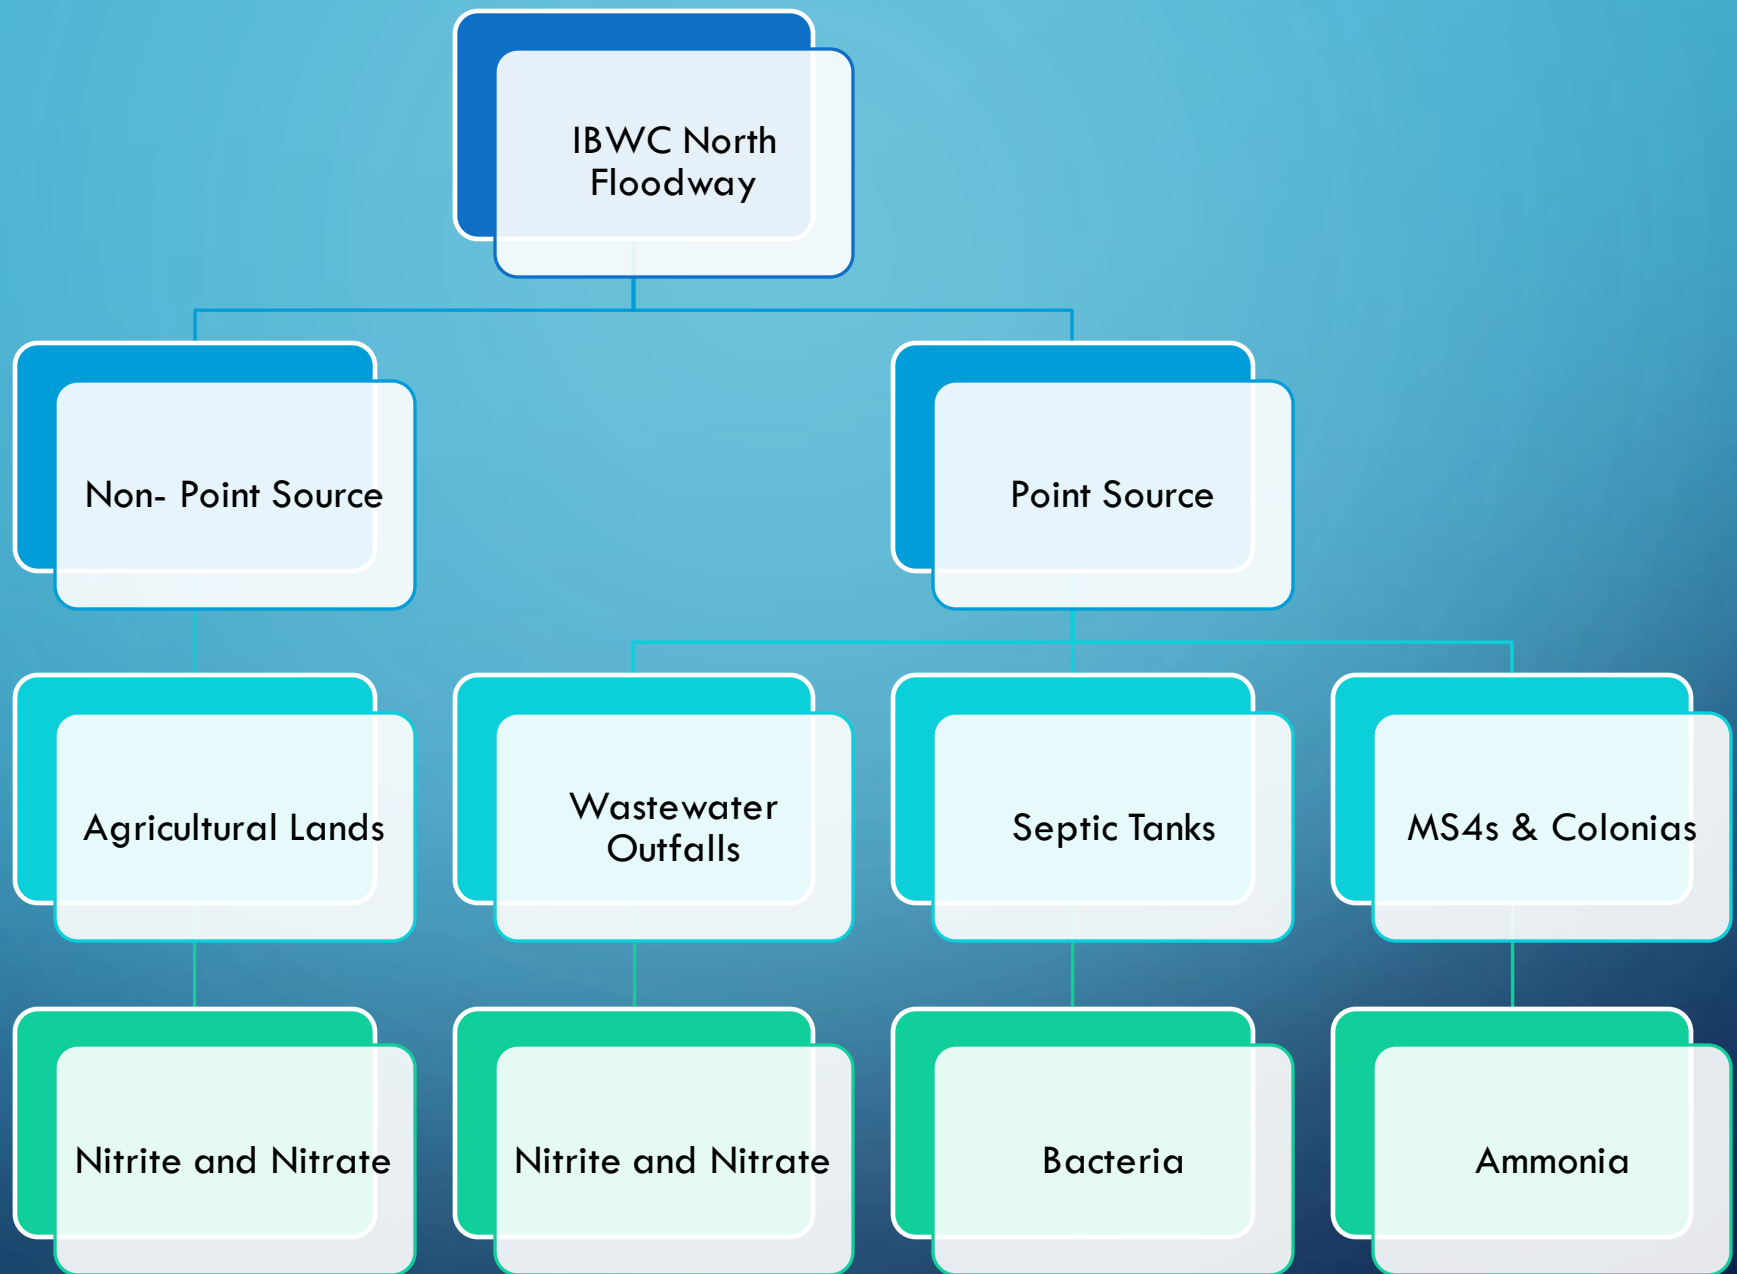 IBWC North
Floodway
Non- Point Source
Point Source
Agricultural Lands
Wastewater
Outfalls
Septic Tanks
MS4s & Colonias
Nitrite and Nitrate
Nitrite and Nitrate
Bacteria
Ammonia